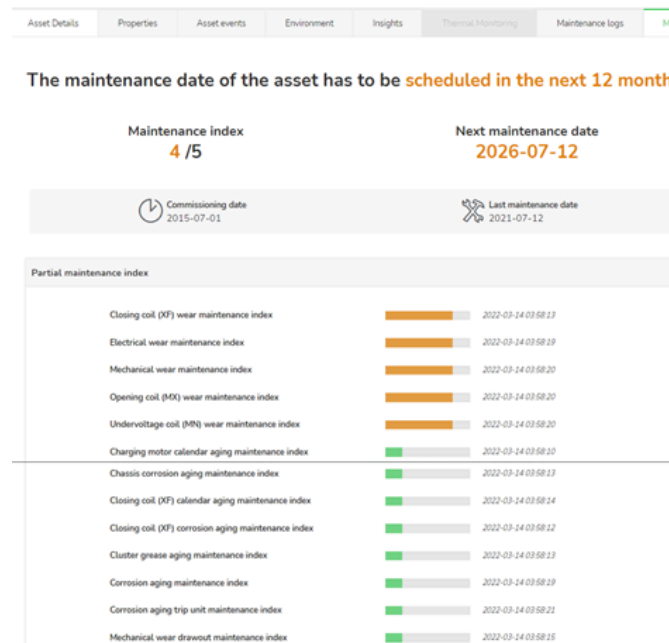 Asset Details Properties Asset events Environment Insights Thermal Monitoring Maintenance logs M
The maintenance date of the asset has to be scheduled in the next 12 month
Maintenance index Next maintenance date
4 /5 2026-07-12
Commissioning date Last maintenance date
2015-07-01 2021-07-12
Partial maintenance index
Closing coil (XF) wear maintenance index 2022-03-14 03:58:13
Electrical wear maintenance index 2022-03-14 03:58:19
Mechanical wear maintenance index 2022-03-14 03:58:20
Opening coil (MX) wear maintenance index 2022-03-14 03:58:20
Undervoltage coil (MN) wear maintenance index 2022-03-14 03:58:20
Charging motor calendar aging maintenance index 2022-03-14 03:58:10
Chassis corrosion aging maintenance index 2022-03-14 03:58:13
Closing coil (XF) calendar aging maintenance index 2022-03-14 03:58:14
Closing coil (XF) corrosion aging maintenance index 2022-03-14 03:58:12
Cluster grease aging maintenance index 2022-03-14 03:58:13
Corrosion aging maintenance index 2022-03-14 03:58:19
Corrosion aging trip unit maintenance index 2022-03-14 03:58:21
Mechanical wear drawout maintenance index 2022-03-14 03:58:15